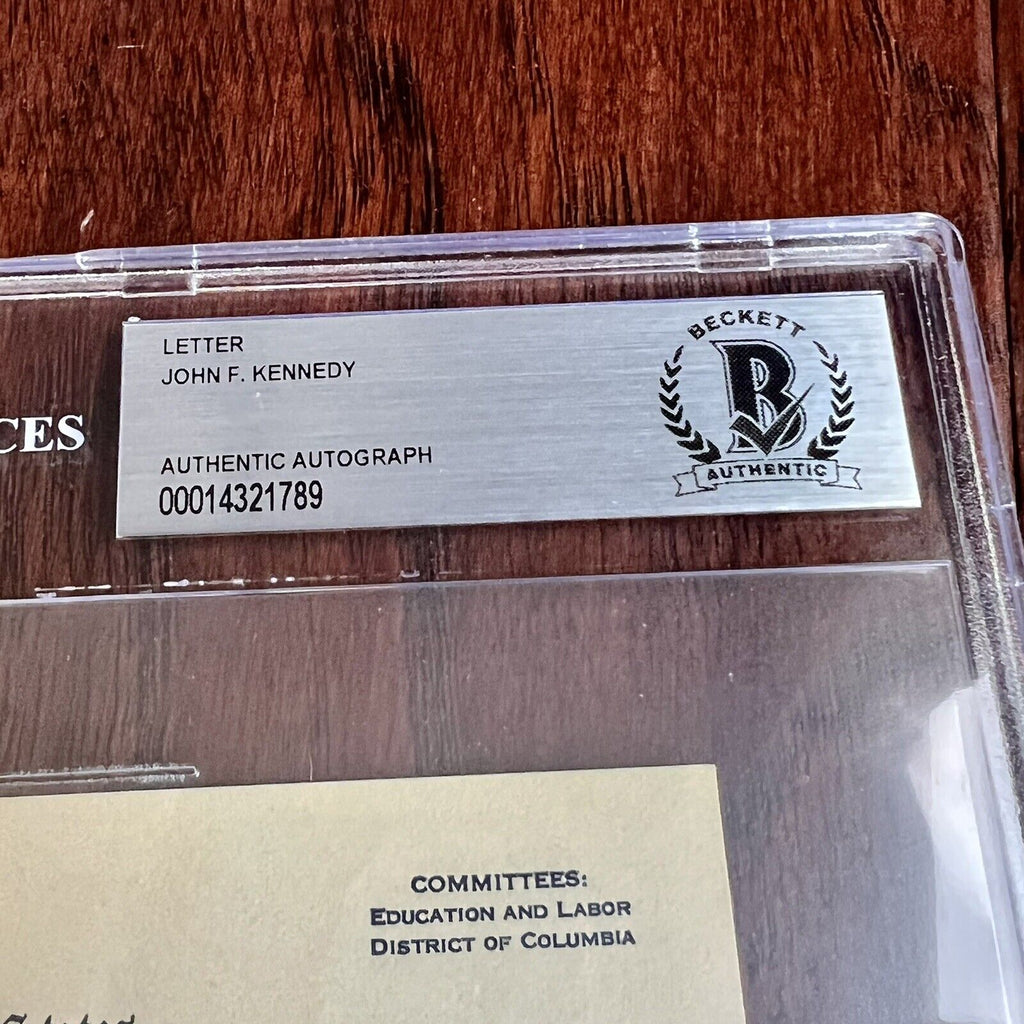 LETTER
JOHN F. KENNEDY
AUTHENTIC AUTOGRAPH
00014321789
BECKETT
B
AUTHENTIC
CES
COMMITTEES:
EDUCATION AND LABOR
DISTRICT OF COLUMBIA